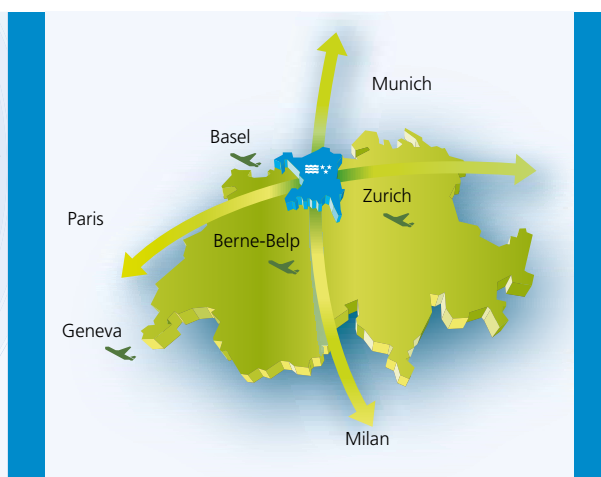 Munich
Basel
Zurich
Paris
Berne-Belp
Geneva
Milan